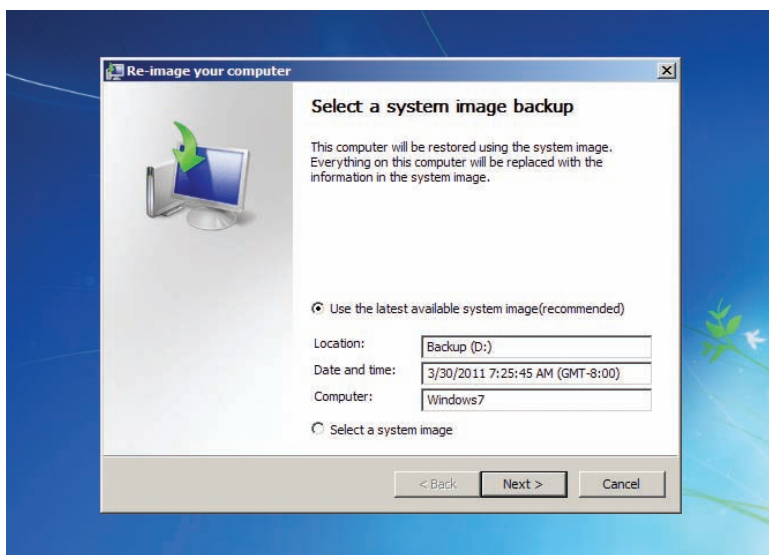 Re-image your computer
Select a system image backup
This computer will be restored using the system image.
Everything on this computer will be replaced with the
information in the system image.
Use the latest available system image(recommended)
Location: Backup (D:)
Date and time: 3/30/2011 7:25:45 AM (GMT-8:00)
Computer: Windows7
Select a system image
< Back Next > Cancel